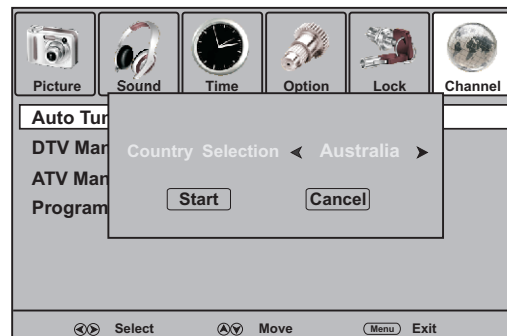 Picture Sound Time Option Lock Channel
Auto Tun
DTV Man
Country Selection Australia
ATV Man
Start Cancel
Program
Select Move Menu Exit